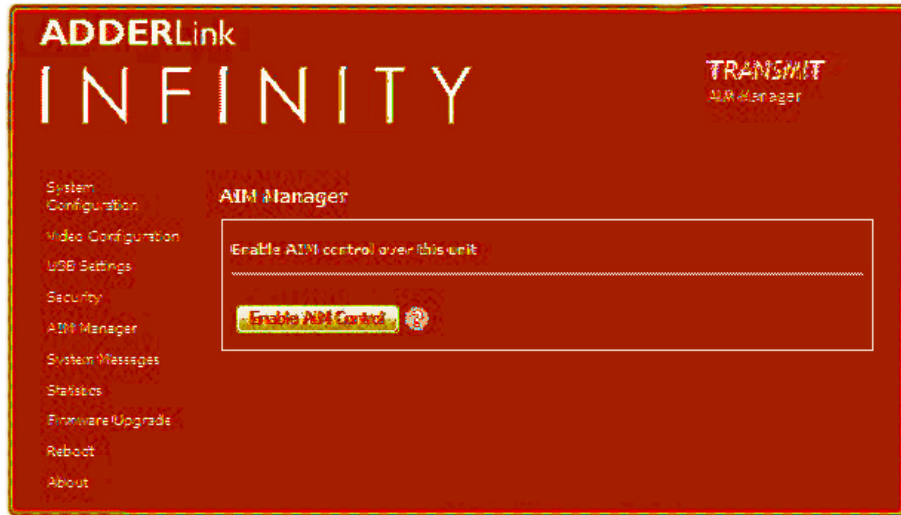 ADDERLink
INFINITY
TRANSMIT
AIM Manager
System
Configuration
Video Configuration
USB Settings
Security
AIM Manager
System Messages
Statistics
Firmware Upgrade
Reboot
About
AIM Manager
Enable AIM control over this unit
Enable AIM Control
?